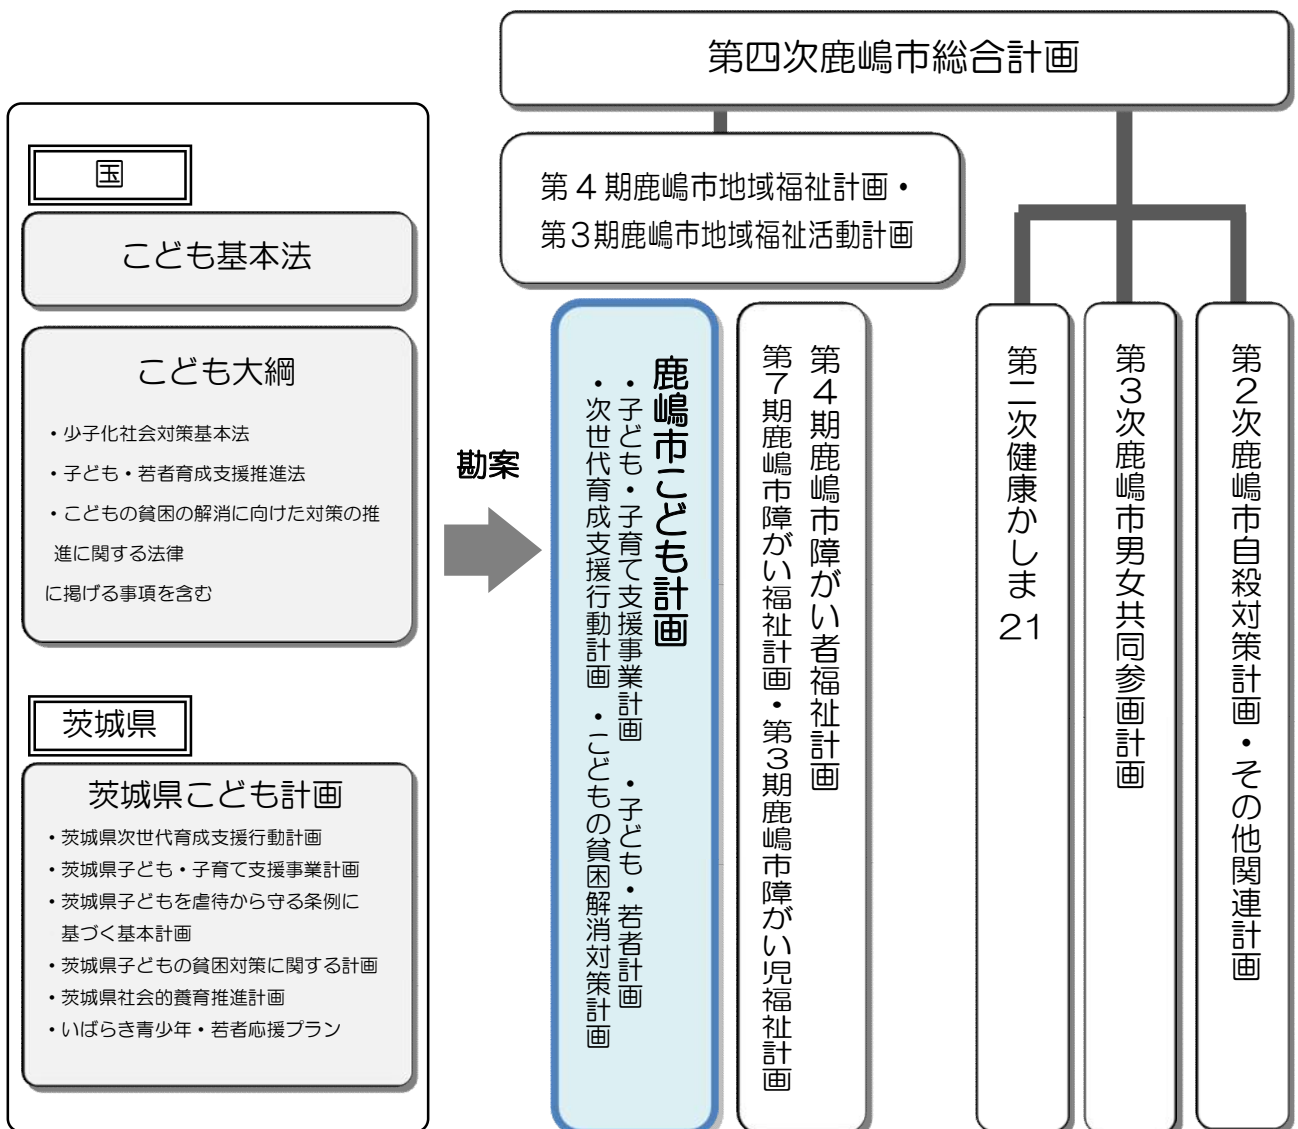 第四次鹿嶋市総合計画
国
こども基本法
こども大綱
・少子化社会対策基本法
・子ども・若者育成支援推進法
・こどもの貧困の解消に向けた対策の推
進に関する法律
に掲げる事項を含む
茨城県
茨城県こども計画
・茨城県次世代育成支援行動計画
・茨城県子ども・子育て支援事業計画
・茨城県子どもを虐待から守る条例に
基づく基本計画
・茨城県子どもの貧困対策に関する計画
・茨城県社会的養育推進計画
・いばらき青少年・若者応援プラン
勘案
第4期鹿嶋市地域福祉計画・
第3期鹿嶋市地域福祉活動計画
鹿嶋市こども計画
・子ども・子育て支援事業計画 ・子ども・若者計画
・次世代育成支援行動計画 ・こどもの貧困解消対策計画
第4期鹿嶋市障がい者福祉計画
第7期鹿嶋市障がい福祉計画・第3期鹿嶋市障がい児福祉計画
第二次健康かしま21
第3次鹿嶋市男女共同参画計画
第2次鹿嶋市自殺対策計画・その他関連計画